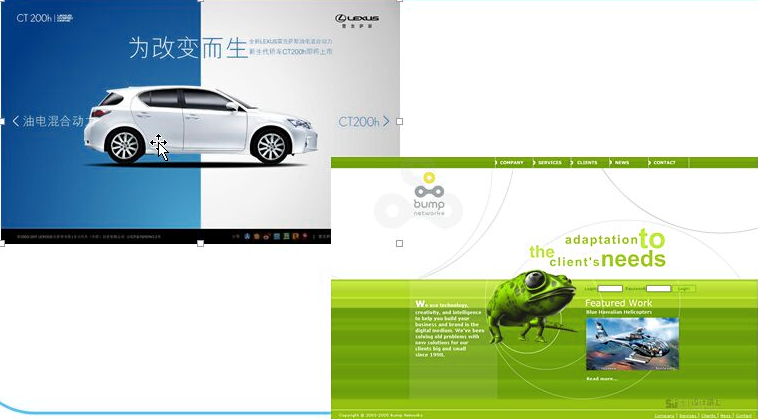 CT 200h
LEXUS
雷克萨斯
为改变而生
全新LEXUS雷克萨斯油电混合动力
新生代轿车CT200h即将上市
油电混合动
CT200h
COMPANY
SERVICES
CLIENTS
NEWS
CONTACT
bump
networks
adaptation to
the client's needs
Login
Password
Login
We use technology,
creativity, and intelligence
to help you build your
business and brand in the
digital medium. We've been
solving old problems with
new solutions for our
clients big and small
since 1990.
Featured Work
Blue Hawaiian Helicopters
Read more...
Copyright © 2000-2005 bump Networks
Company | Services | Clients | News | Contact